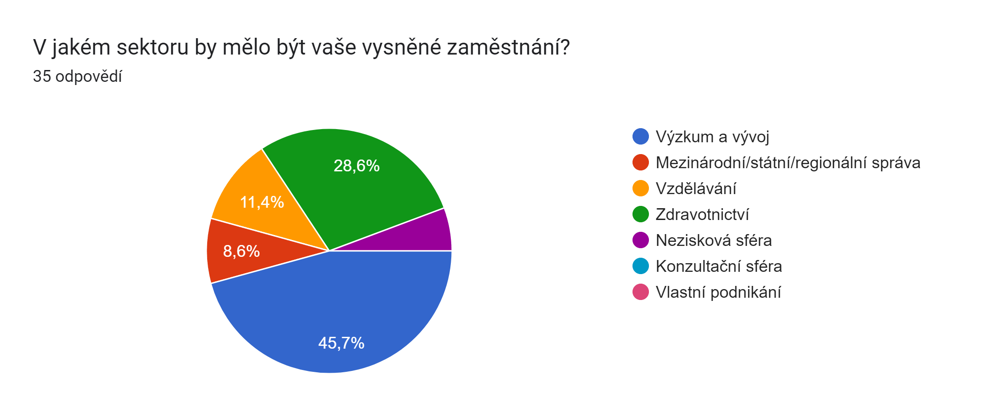 V jakém sektoru by mělo být vaše vysněné zaměstnání?
35 odpovědí
28,6%
11,4%
8,6%
45,7%
Výzkum a vývoj
Mezinárodní/státní/regionální správa
Vzdělávání
Zdravotnictví
Nezisková sféra
Konzultační sféra
Vlastní podnikání